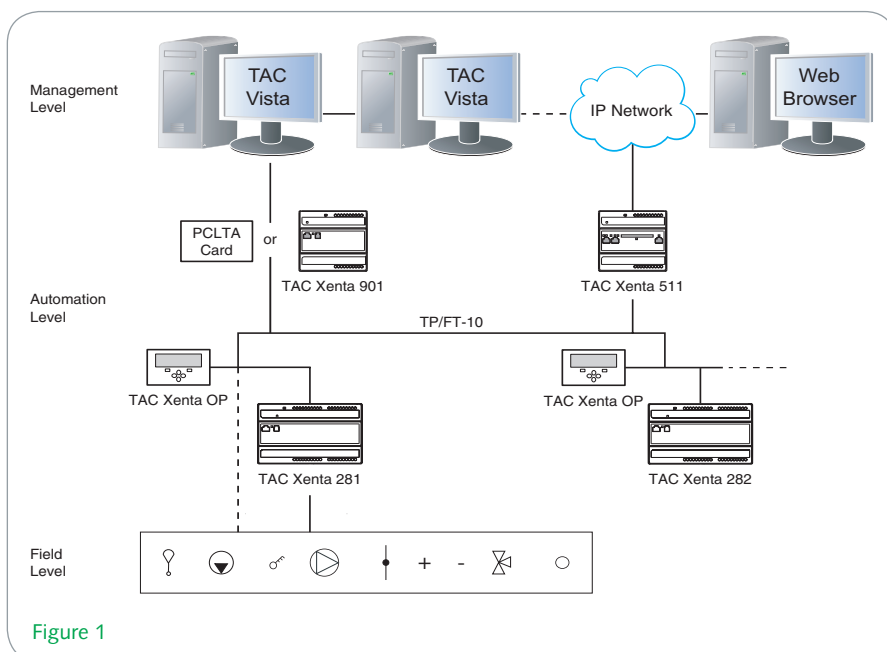 TAC
Vista
TAC
Vista
Web
Browser
Management
Level
IP Network
PCLTA
Card
or
TAC Xenta 901
TAC Xenta 511
Automation
Level
TP/FT-10
TAC Xenta OP
TAC Xenta OP
TAC Xenta 281
TAC Xenta 282
Field
Level
+ -
Figure 1